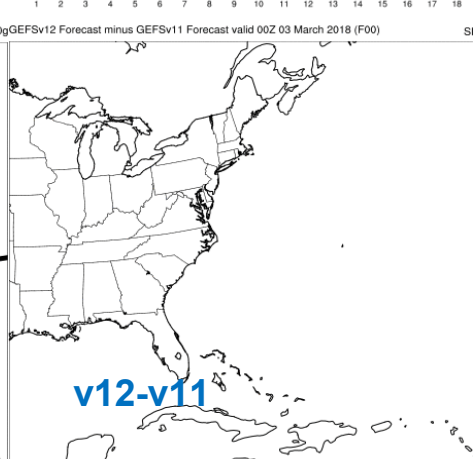 1 2 3 4 5 6 7 8 9 10 11 12 13 14 15 16 17 18
GEFSv12 Forecast minus GEFSv11 Forecast valid 00Z 03 March 2018 (F00)
v12-v11